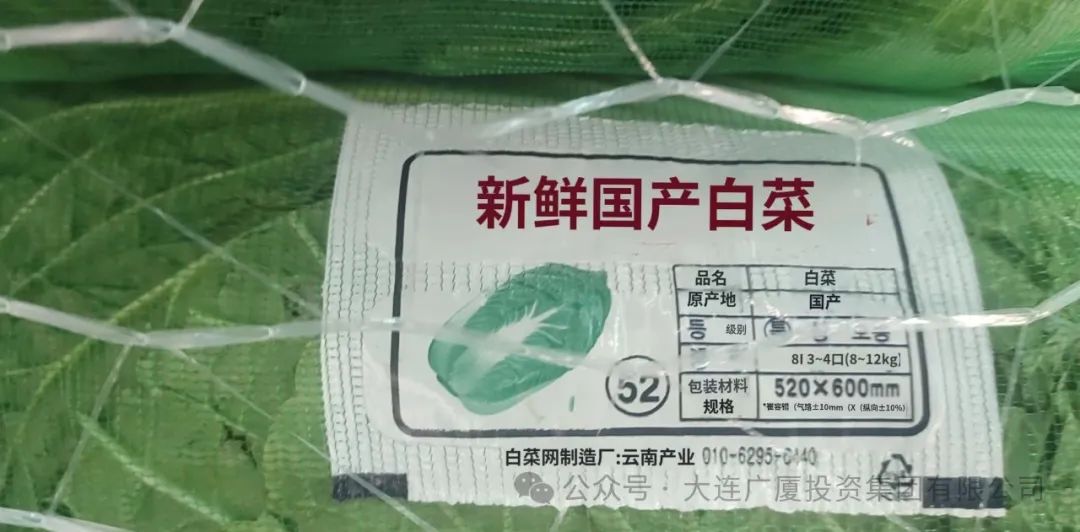 新鲜国产白菜
品名 白菜
原产地 国产
等 级别
8I 3~4口(8~12kg)
包装材料 520×600mm
规格
52
白菜网制造厂:云南产业 010-6295-
公众号·大连广厦投资集团有限公司